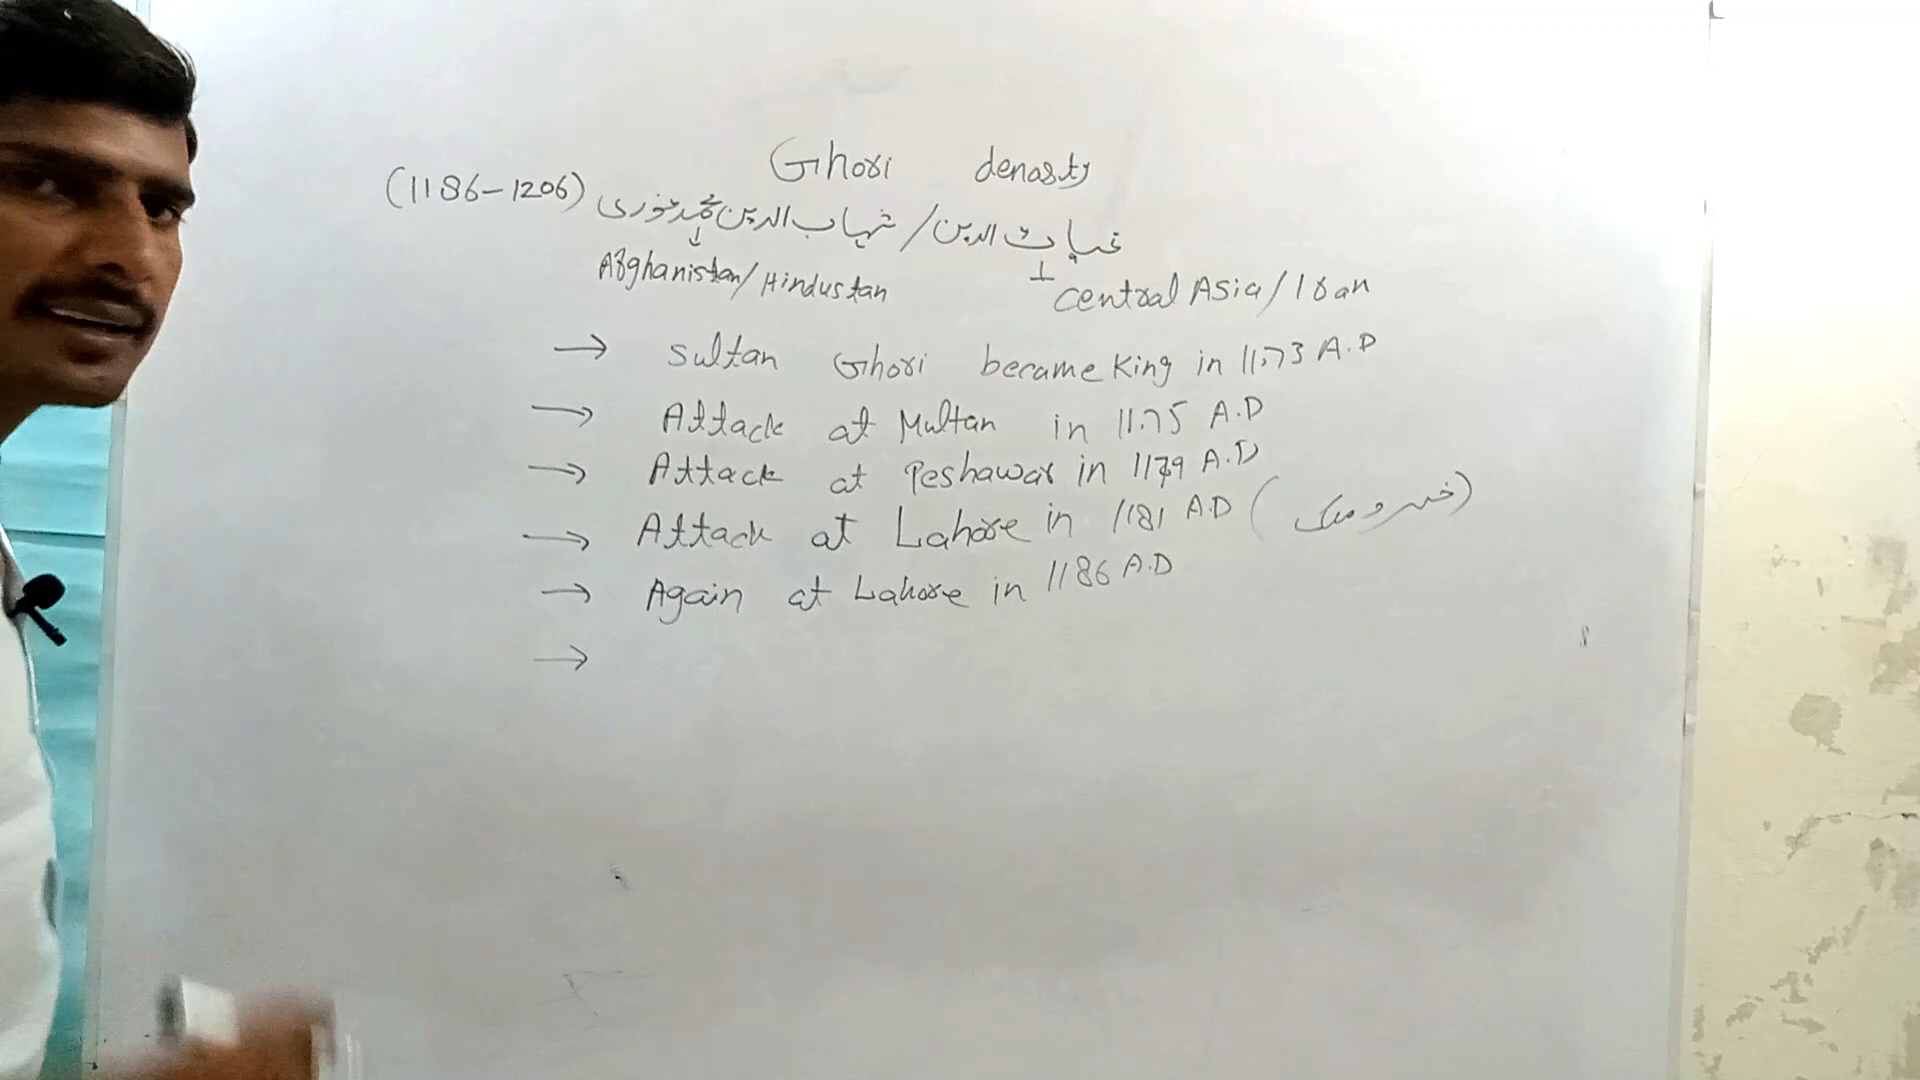 Ghori denasty
(1186-1206) غیاث الدین / شہاب الدین محمد غوری
Afghanistan/Hindustan
Central Asia/Iran
→ Sultan Ghori became King in 1173 A.D
→ Attack at Multan in 1175 A.D
→ Attack at Peshawar in 1179 A.D
→ Attack at Lahore in 1181 A.D (خسرو ملک)
→ Again at Lahore in 1186 A.D
→